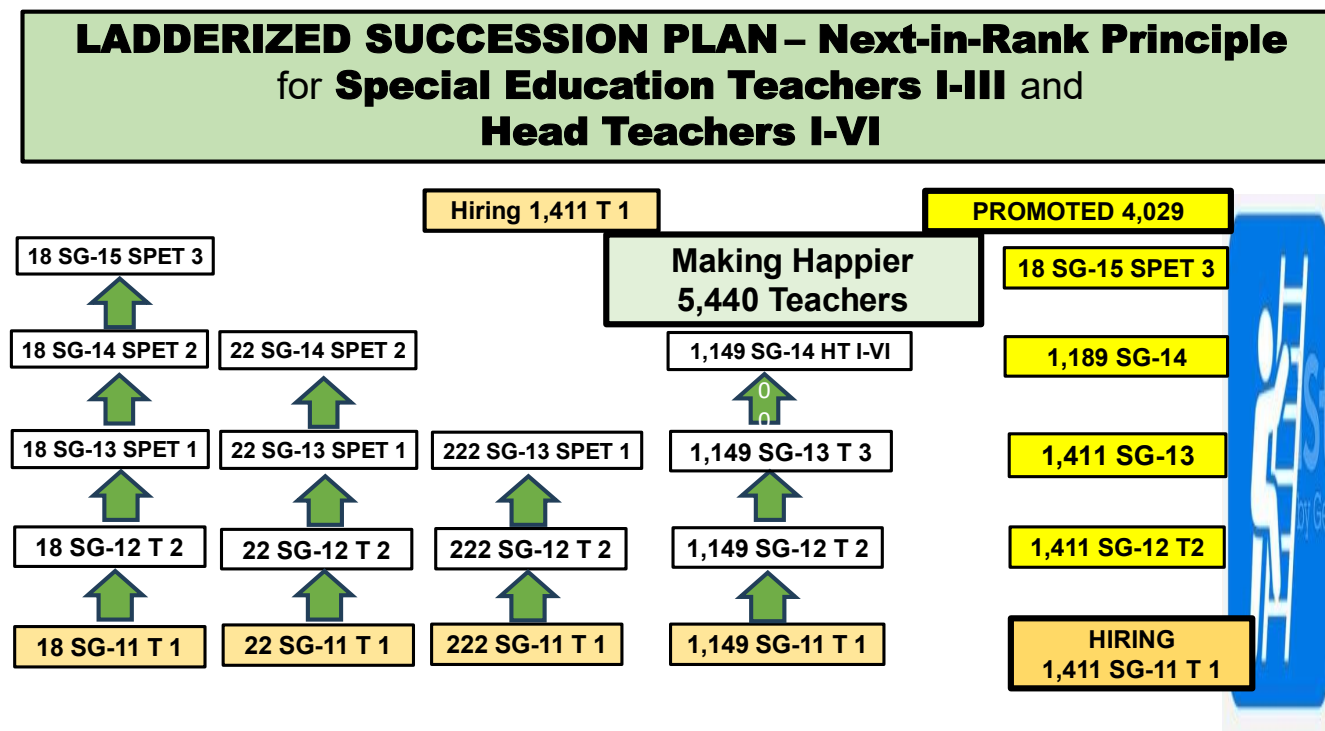 LADDERIZED SUCCESSION PLAN – Next-in-Rank Principle
for Special Education Teachers I-III and
Head Teachers I-VI
Hiring 1,411 T 1
PROMOTED 4,029
Making Happier
5,440 Teachers
18 SG-15 SPET 3
18 SG-15 SPET 3
18 SG-14 SPET 2
22 SG-14 SPET 2
1,149 SG-14 HT I-VI
1,189 SG-14
0
0
18 SG-13 SPET 1
22 SG-13 SPET 1
222 SG-13 SPET 1
1,149 SG-13 T 3
1,411 SG-13
18 SG-12 T 2
22 SG-12 T 2
222 SG-12 T 2
1,149 SG-12 T 2
1,411 SG-12 T2
18 SG-11 T 1
22 SG-11 T 1
222 SG-11 T 1
1,149 SG-11 T 1
HIRING
1,411 SG-11 T 1